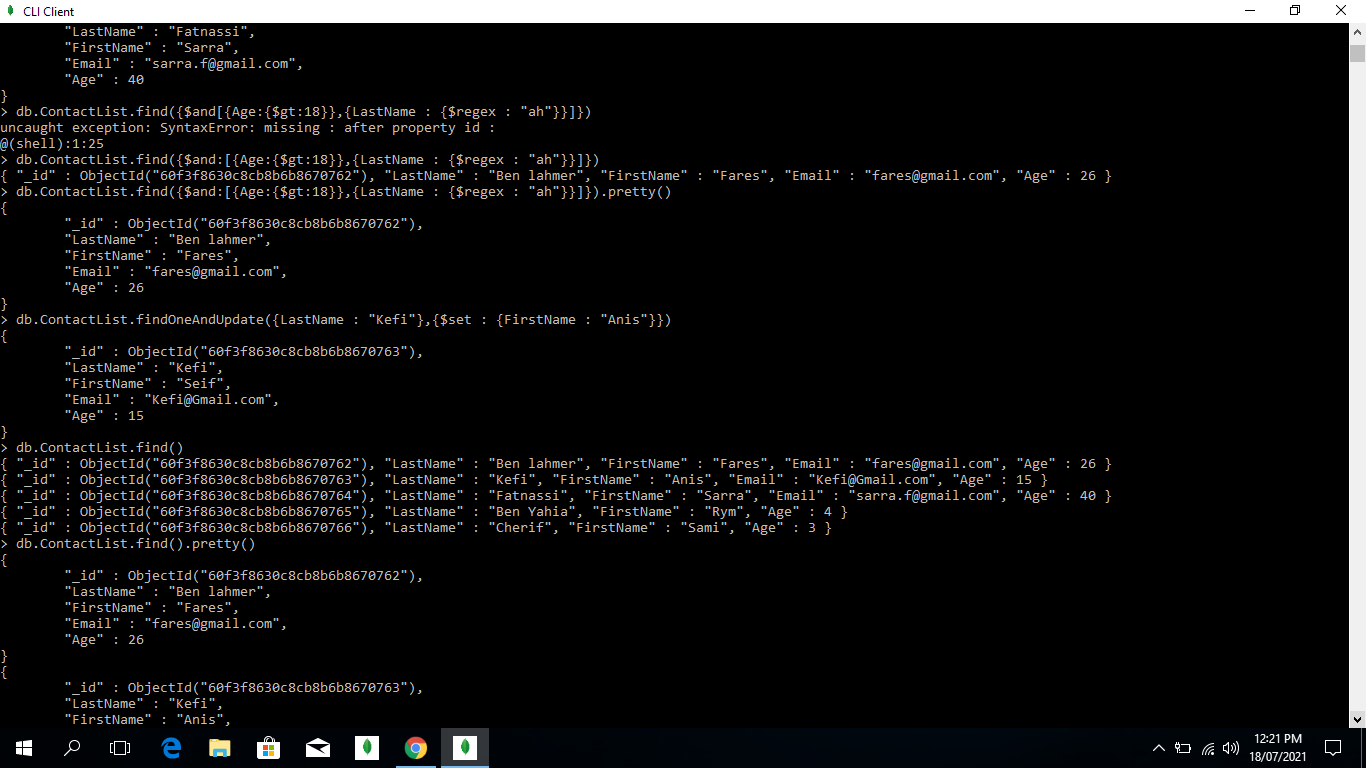 CLI Client
"LastName" : "Fatnassi",
"FirstName" : "Sarra",
"Email" : "sarra.f@gmail.com",
"Age" : 40
}
> db.ContactList.find({$and[{Age:{$gt:18}},{LastName : {$regex : "ah"}}]})
uncaught exception: SyntaxError: missing : after property id :
@(shell):1:25
> db.ContactList.find({$and:[{Age:{$gt:18}},{LastName : {$regex : "ah"}}]})
{ "_id" : ObjectId("60f3f8630c8cb8b6b8670762"), "LastName" : "Ben lahmer", "FirstName" : "Fares", "Email" : "fares@gmail.com", "Age" : 26 }
> db.ContactList.find({$and:[{Age:{$gt:18}},{LastName : {$regex : "ah"}}]}).pretty()
{
"_id" : ObjectId("60f3f8630c8cb8b6b8670762"),
"LastName" : "Ben lahmer",
"FirstName" : "Fares",
"Email" : "fares@gmail.com",
"Age" : 26
}
> db.ContactList.findOneAndUpdate({LastName : "Kefi"},{$set : {FirstName : "Anis"}})
{
"_id" : ObjectId("60f3f8630c8cb8b6b8670763"),
"LastName" : "Kefi",
"FirstName" : "Seif",
"Email" : "Kefi@Gmail.com",
"Age" : 15
}
> db.ContactList.find()
{ "_id" : ObjectId("60f3f8630c8cb8b6b8670762"), "LastName" : "Ben lahmer", "FirstName" : "Fares", "Email" : "fares@gmail.com", "Age" : 26 }
{ "_id" : ObjectId("60f3f8630c8cb8b6b8670763"), "LastName" : "Kefi", "FirstName" : "Anis", "Email" : "Kefi@Gmail.com", "Age" : 15 }
{ "_id" : ObjectId("60f3f8630c8cb8b6b8670764"), "LastName" : "Fatnassi", "FirstName" : "Sarra", "Email" : "sarra.f@gmail.com", "Age" : 40 }
{ "_id" : ObjectId("60f3f8630c8cb8b6b8670765"), "LastName" : "Ben Yahia", "FirstName" : "Rym", "Age" : 4 }
{ "_id" : ObjectId("60f3f8630c8cb8b6b8670766"), "LastName" : "Cherif", "FirstName" : "Sami", "Age" : 3 }
> db.ContactList.find().pretty()
{
"_id" : ObjectId("60f3f8630c8cb8b6b8670762"),
"LastName" : "Ben lahmer",
"FirstName" : "Fares",
"Email" : "fares@gmail.com",
"Age" : 26
}
{
"_id" : ObjectId("60f3f8630c8cb8b6b8670763"),
"LastName" : "Kefi",
"FirstName" : "Anis",
12:21 PM
18/07/2021